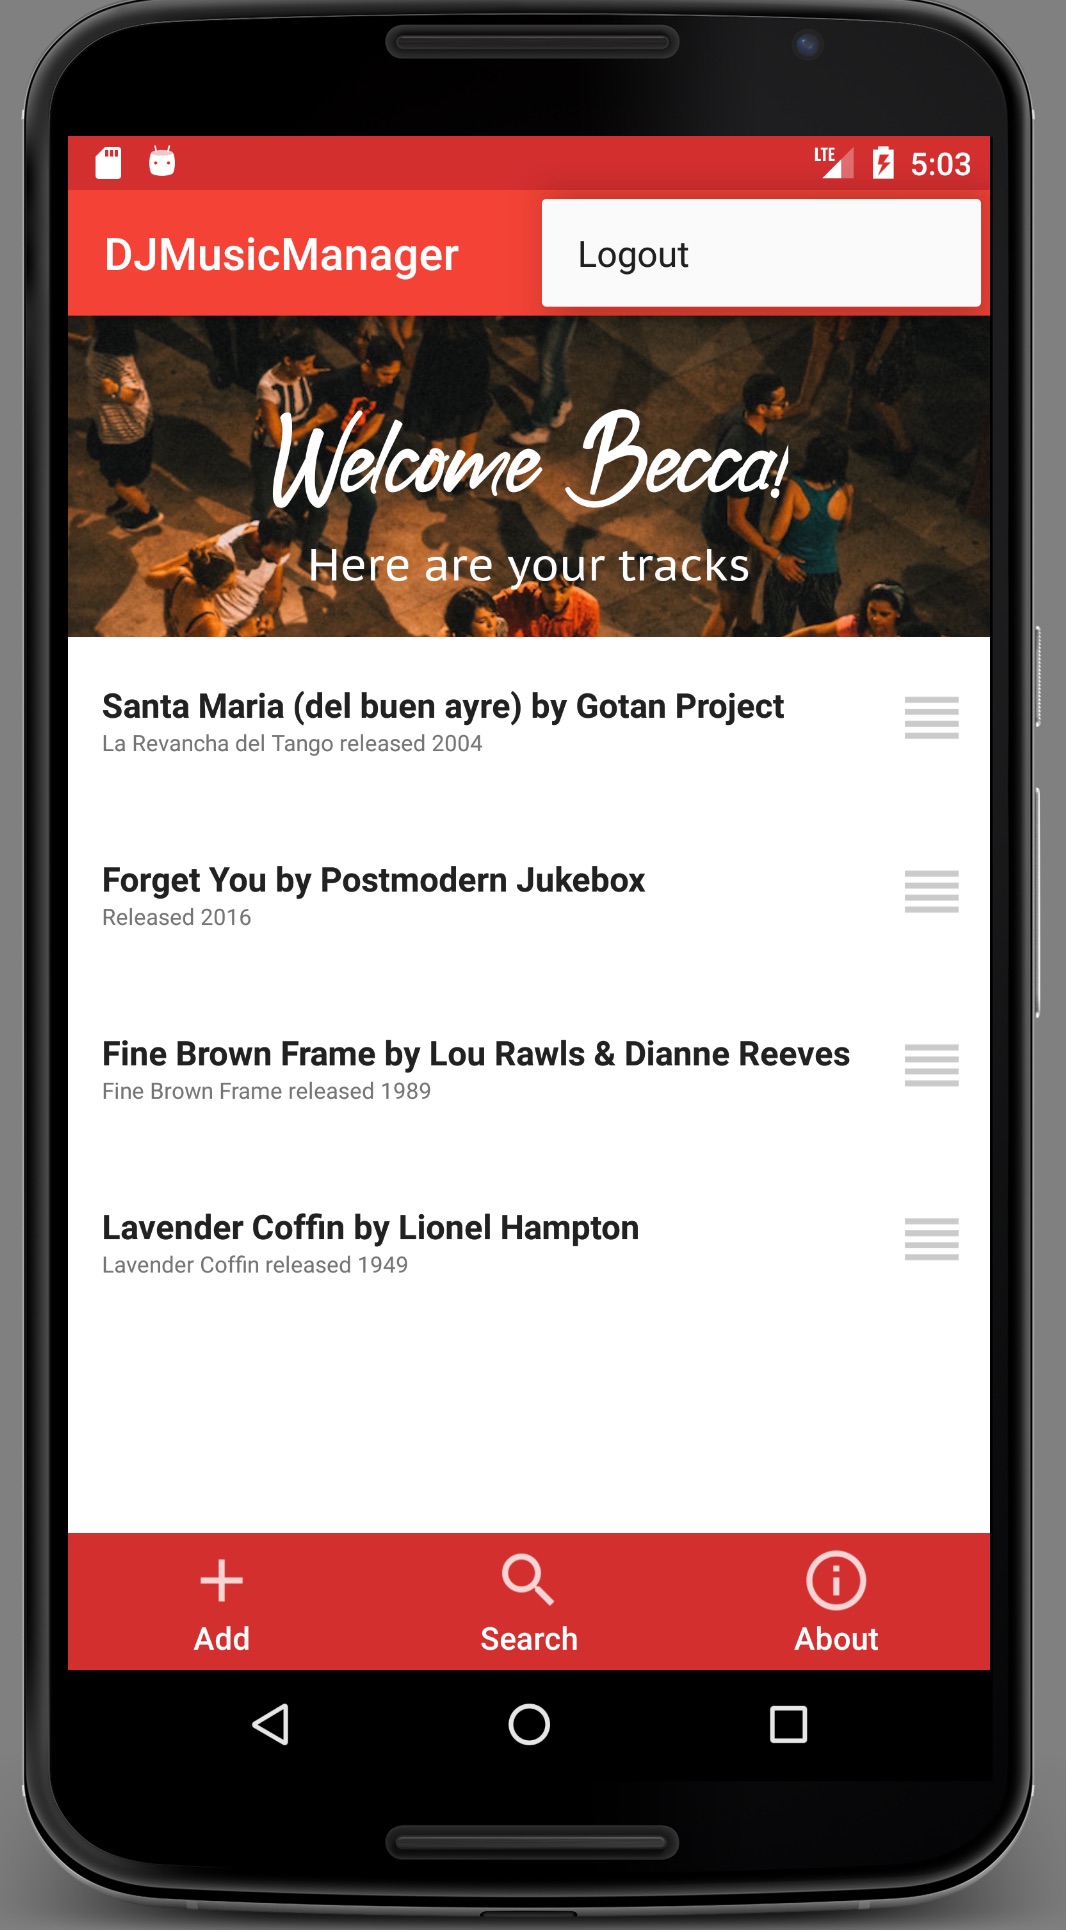 LTE 5:03
DJMusicManager
Logout
Welcome Becca!
Here are your tracks
Santa Maria (del buen ayre) by Gotan Project
La Revancha del Tango released 2004
Forget You by Postmodern Jukebox
Released 2016
Fine Brown Frame by Lou Rawls & Dianne Reeves
Fine Brown Frame released 1989
Lavender Coffin by Lionel Hampton
Lavender Coffin released 1949
Add Search About